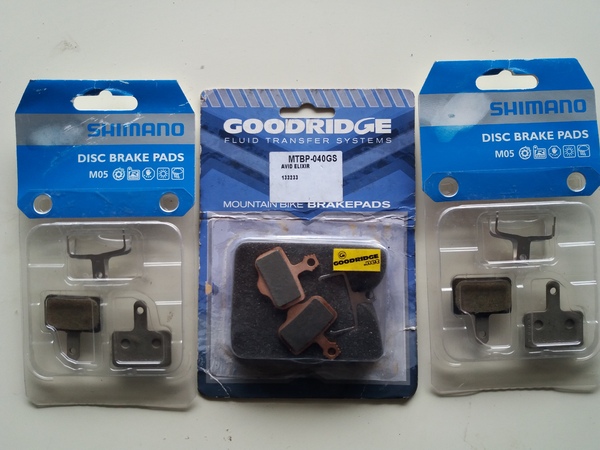 SHIMANO
DISC BRAKE PADS
M05
GOODRIDGE
FLUID TRANSFER SYSTEMS
MTBP-040GS
AVID ELIXIR
133233
MOUNTAIN BIKE BRAKEPADS
GOODRIDGE
SHIMANO
DISC BRAKE PADS
M05